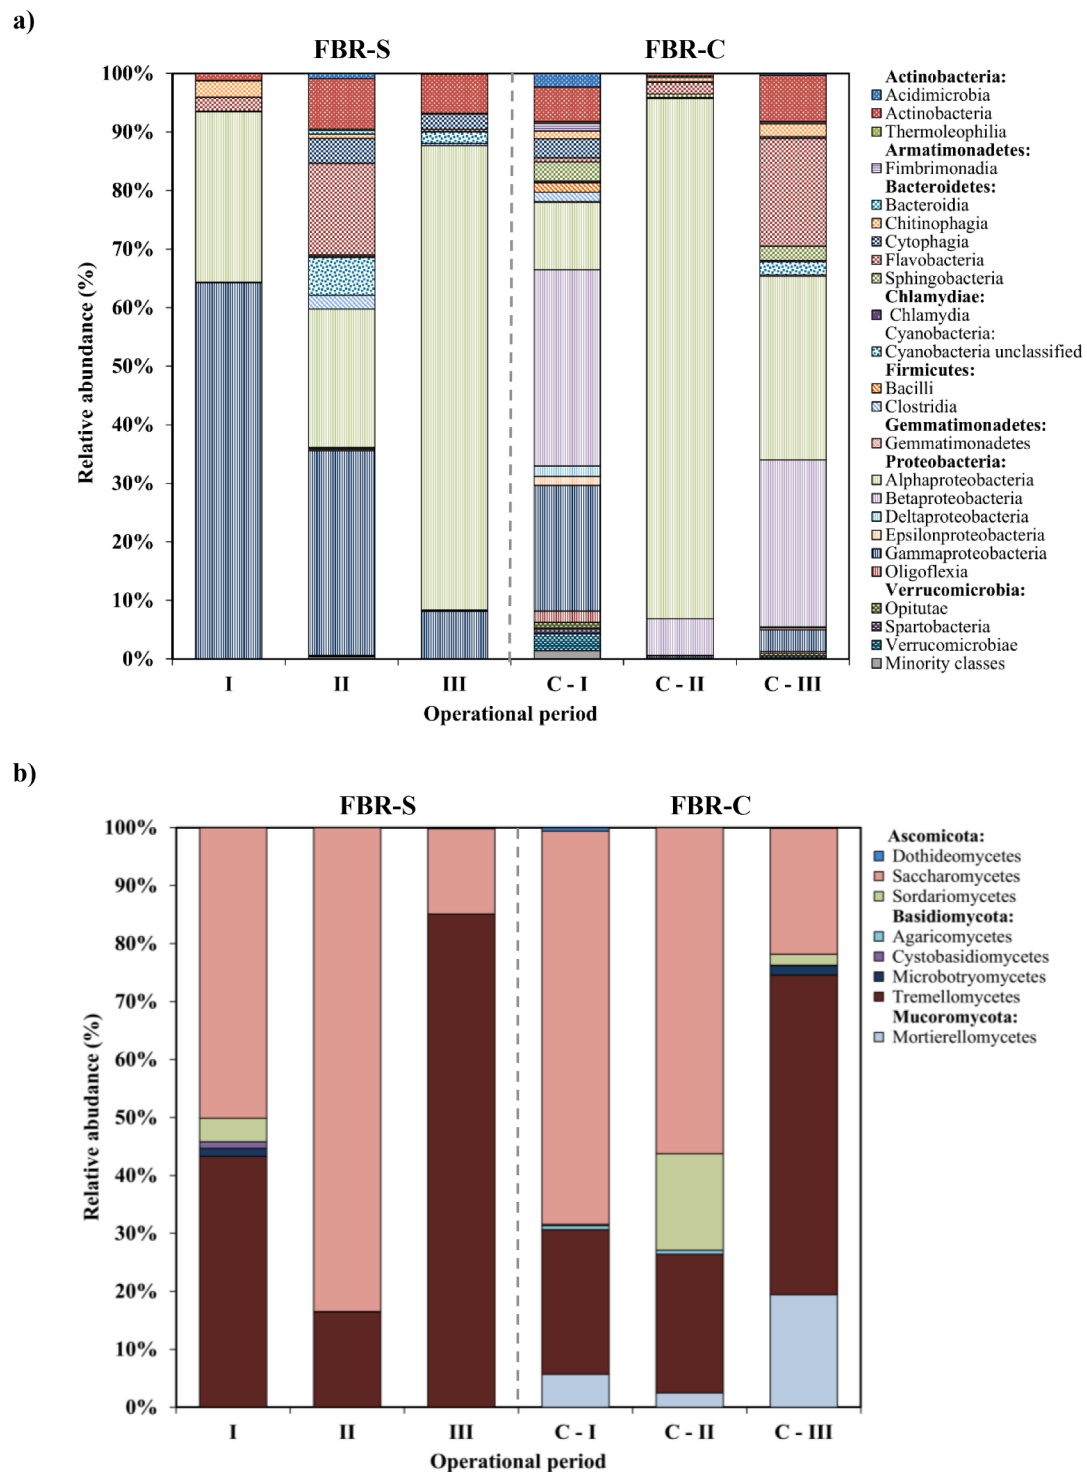 a)
FBR-S
FBR-C
100%
90%
80%
70%
60%
50%
40%
30%
20%
10%
0%
Relative abundance (%)
I
II
III
C - I
C - II
C - III
Operational period
Actinobacteria:
Acidimicrobia
Actinobacteria
Thermoleophilia
Armatimonadetes:
Fimbrimonadia
Bacteroidetes:
Bacteroidia
Chitinophagia
Cytophagia
Flavobacteria
Sphingobacteria
Chlamydiae:
Chlamydia
Cyanobacteria:
Cyanobacteria unclassified
Firmicutes:
Bacilli
Clostridia
Gemmatimonadetes:
Gemmatimonadetes
Proteobacteria:
Alphaproteobacteria
Betaproteobacteria
Deltaproteobacteria
Epsilonproteobacteria
Gammaproteobacteria
Oligoflexia
Verrucomicrobia:
Opitutae
Spartobacteria
Verrucomicrobiae
Minority classes
b)
FBR-S
FBR-C
100%
90%
80%
70%
60%
50%
40%
30%
20%
10%
0%
Relative abudance (%)
I
II
III
C - I
C - II
C - III
Operational period
Ascomicota:
Dothideomycetes
Saccharomycetes
Sordariomycetes
Basidiomycota:
Agaricomycetes
Cystobasidiomycetes
Microbotryomycetes
Tremellomycetes
Mucoromycota:
Mortierellomycetes